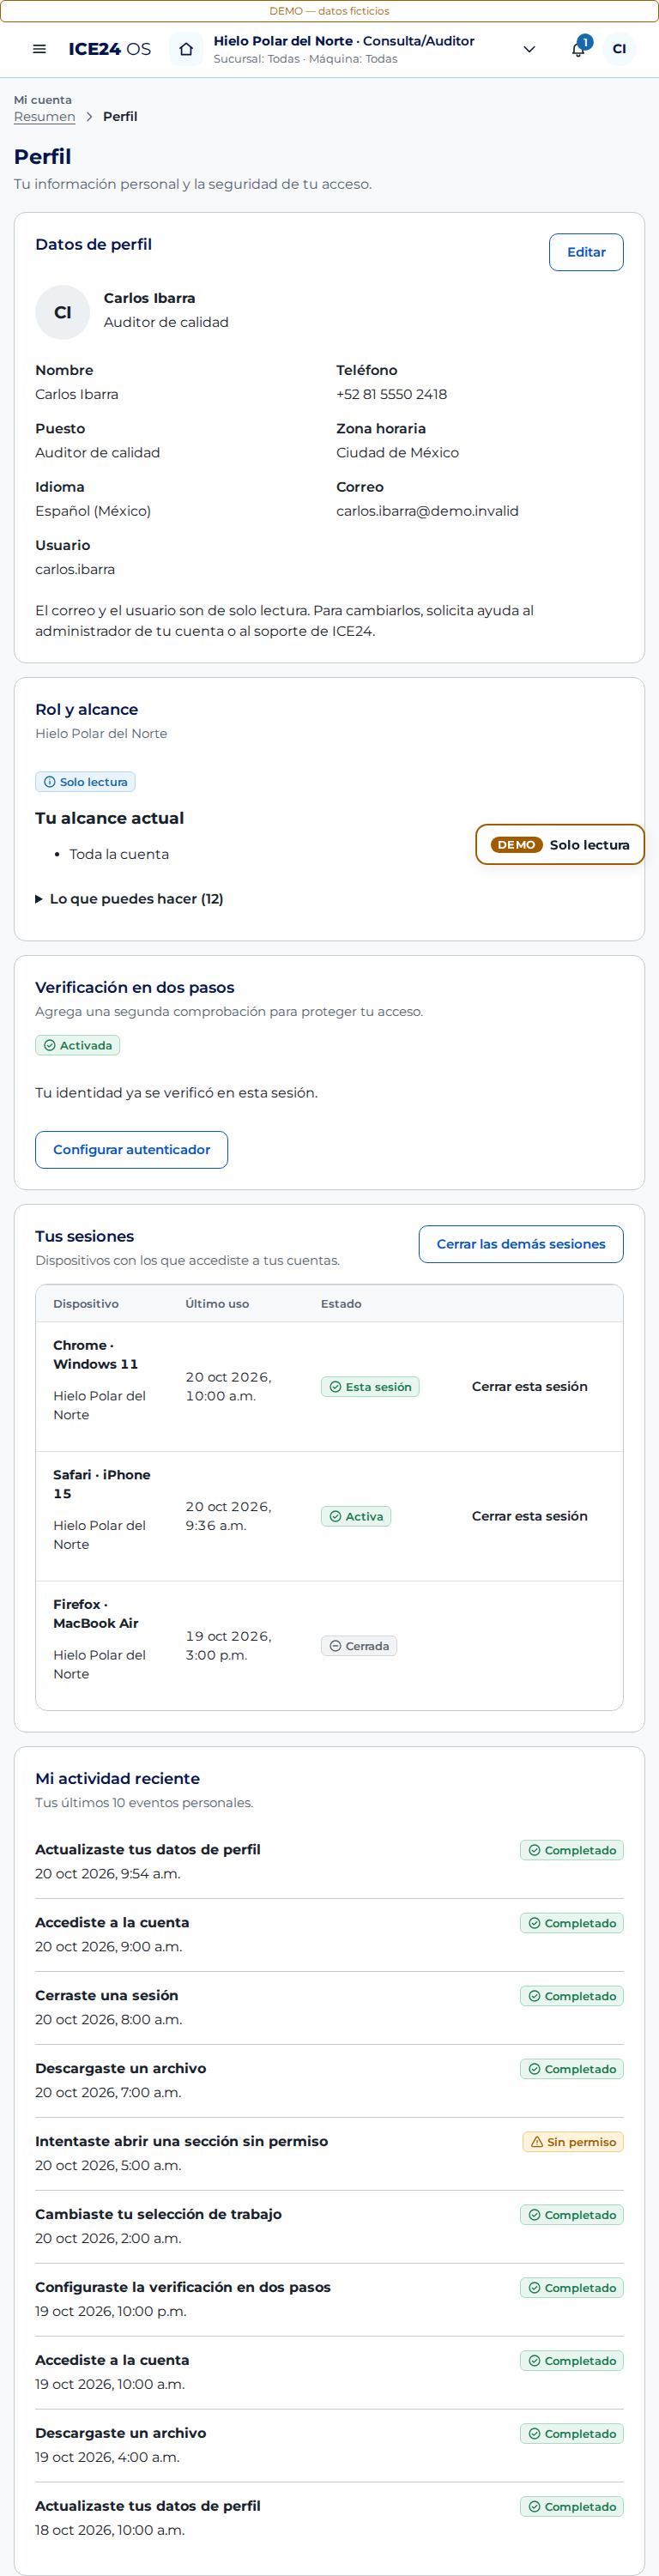 DEMO — datos ficticios
ICE24 OS
Hielo Polar del Norte · Consulta/Auditor
Sucursal: Todas · Máquina: Todas
1
CI
Mi cuenta
Resumen > Perfil
Perfil
Tu información personal y la seguridad de tu acceso.
Datos de perfil
Editar
CI
Carlos Ibarra
Auditor de calidad
Nombre
Carlos Ibarra
Teléfono
+52 81 5550 2418
Puesto
Auditor de calidad
Zona horaria
Ciudad de México
Idioma
Español (México)
Correo
carlos.ibarra@demo.invalid
Usuario
carlos.ibarra
El correo y el usuario son de solo lectura. Para cambiarlos, solicita ayuda al
administrador de tu cuenta o al soporte de ICE24.
Rol y alcance
Hielo Polar del Norte
Solo lectura
Tu alcance actual
• Toda la cuenta
DEMO Solo lectura
Lo que puedes hacer (12)
Verificación en dos pasos
Agrega una segunda comprobación para proteger tu acceso.
Activada
Tu identidad ya se verificó en esta sesión.
Configurar autenticador
Tus sesiones
Dispositivos con los que accediste a tus cuentas.
Cerrar las demás sesiones
Dispositivo Último uso Estado
Chrome ·
Windows 11
Hielo Polar del
Norte
20 oct 2026,
10:00 a.m.
Esta sesión
Cerrar esta sesión
Safari · iPhone
15
Hielo Polar del
Norte
20 oct 2026,
9:36 a.m.
Activa
Cerrar esta sesión
Firefox ·
MacBook Air
Hielo Polar del
Norte
19 oct 2026,
3:00 p.m.
Cerrada
Mi actividad reciente
Tus últimos 10 eventos personales.
Actualizaste tus datos de perfil
Completado
20 oct 2026, 9:54 a.m.
Accediste a la cuenta
Completado
20 oct 2026, 9:00 a.m.
Cerraste una sesión
Completado
20 oct 2026, 8:00 a.m.
Descargaste un archivo
Completado
20 oct 2026, 7:00 a.m.
Intentaste abrir una sección sin permiso
Sin permiso
20 oct 2026, 5:00 a.m.
Cambiaste tu selección de trabajo
Completado
20 oct 2026, 2:00 a.m.
Configuraste la verificación en dos pasos
Completado
19 oct 2026, 10:00 p.m.
Accediste a la cuenta
Completado
19 oct 2026, 10:00 a.m.
Descargaste un archivo
Completado
19 oct 2026, 4:00 a.m.
Actualizaste tus datos de perfil
Completado
18 oct 2026, 10:00 a.m.